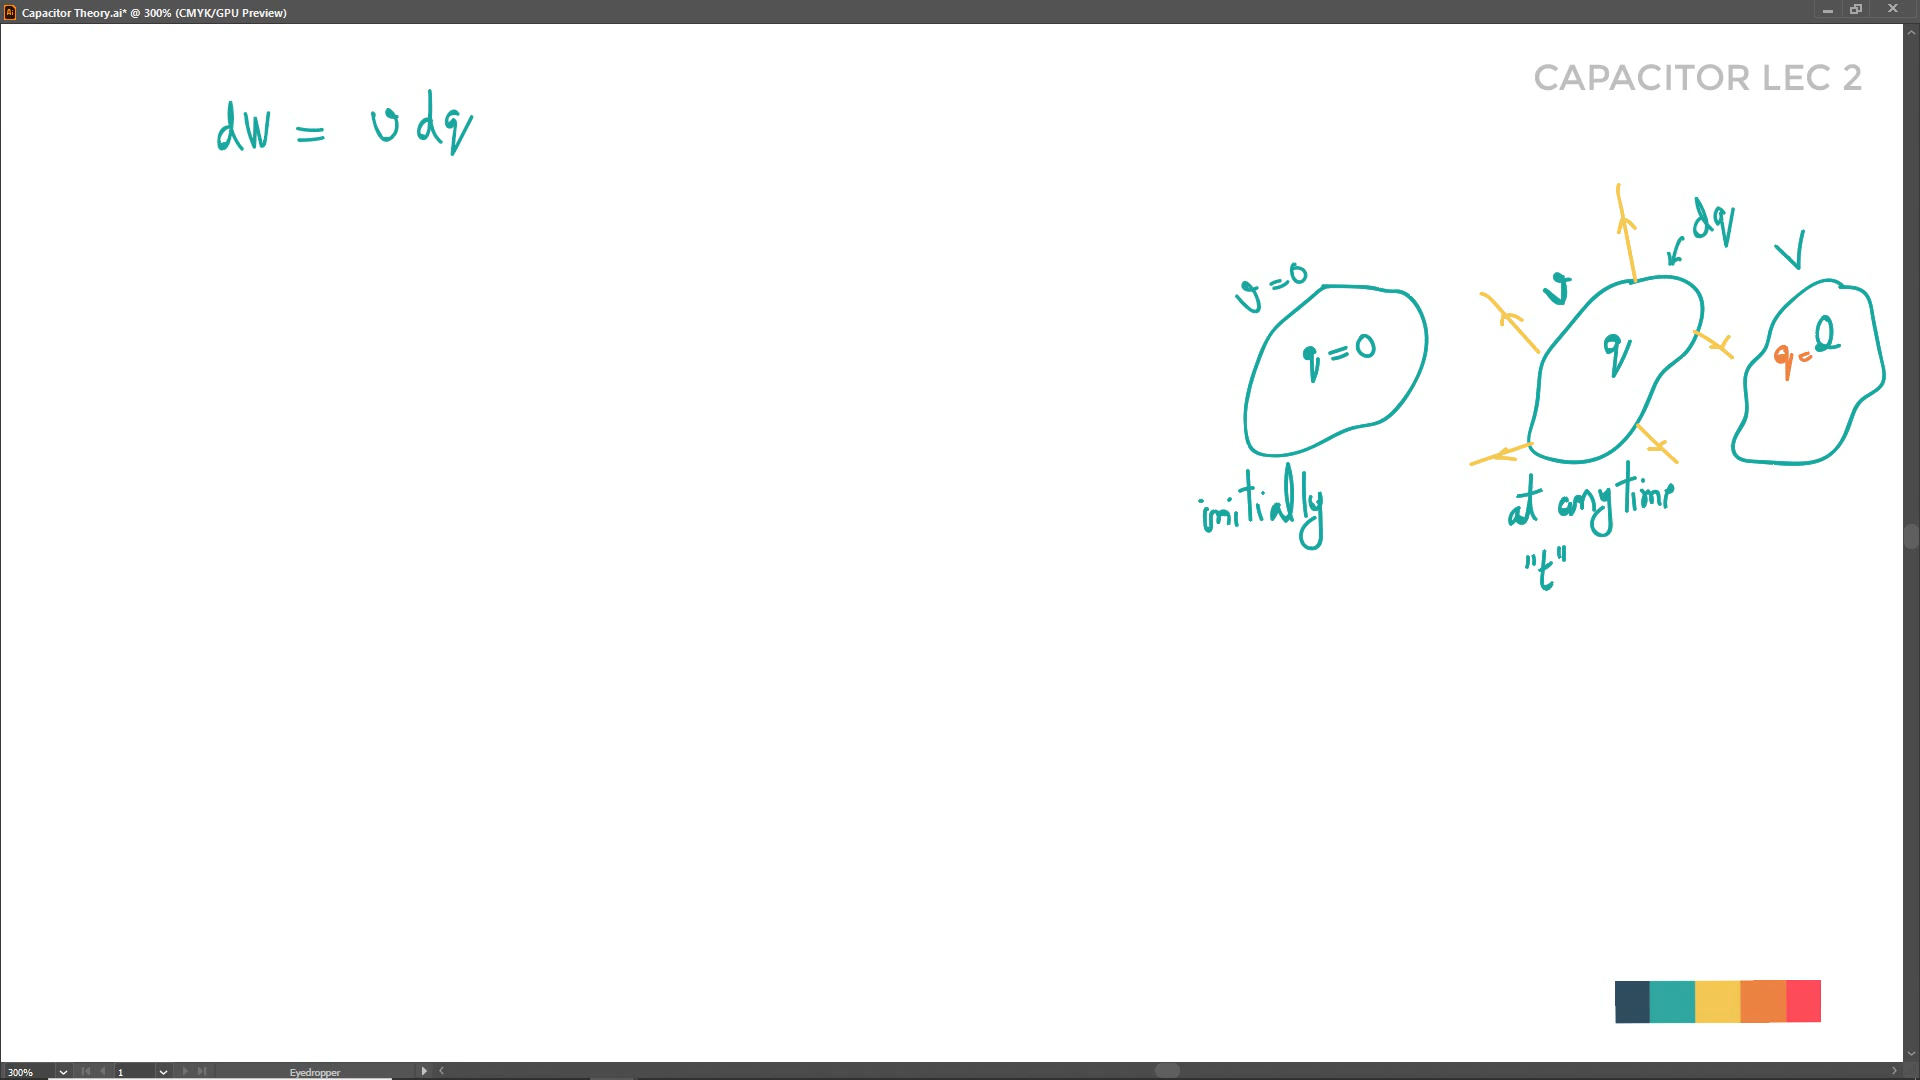 Capacitor Theory.ai* @ 300% (CMYK/GPU Preview)
CAPACITOR LEC 2
dW = v dq
dq
V
v=0
v
q=0
q
q=Q
initially
at any time
"t"
300%
1
Eyedropper